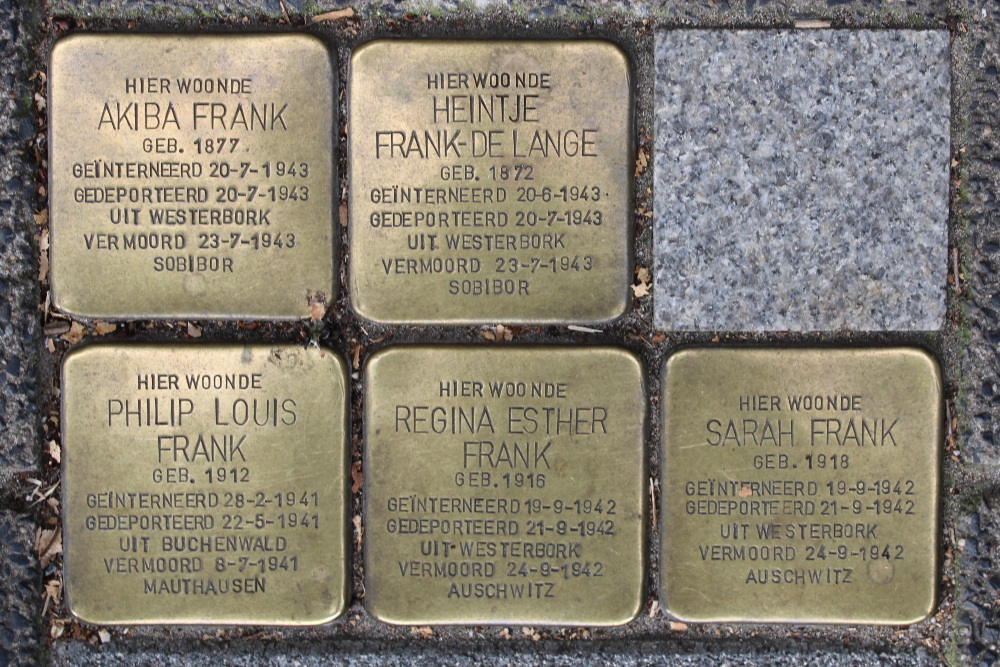 HIER WOONDE
AKIBA FRANK
GEB. 1877
GEÏNTERNEERD 20-7-1943
GEDEPORTEERD 20-7-1943
UIT WESTERBORK
VERMOORD 23-7-1943
SOBIBOR
HIER WOONDE
HEINTJE
FRANK-DE LANGE
GEB. 1872
GEÏNTERNEERD 20-6-1943
GEDEPORTEERD 20-7-1943
UIT WESTERBORK
VERMOORD 23-7-1943
SOBIBOR
HIER WOONDE
PHILIP LOUIS
FRANK
GEB. 1912
GEÏNTERNEERD 28-2-1941
GEDEPORTEERD 22-5-1941
UIT BUCHENWALD
VERMOORD 8-7-1941
MAUTHAUSEN
HIER WOONDE
REGINA ESTHER
FRANK
GEB. 1916
GEÏNTERNEERD 19-9-1942
GEDEPORTEERD 21-9-1942
UIT WESTERBORK
VERMOORD 24-9-1942
AUSCHWITZ
HIER WOONDE
SARAH FRANK
GEB. 1918
GEÏNTERNEERD 19-9-1942
GEDEPORTEERD 21-9-1942
UIT WESTERBORK
VERMOORD 24-9-1942
AUSCHWITZ